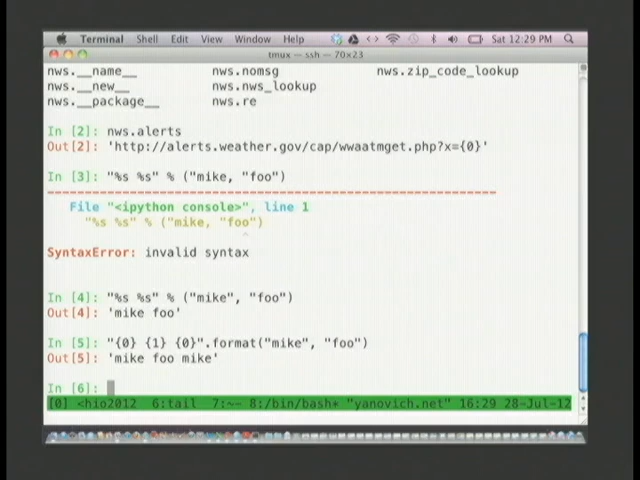 Terminal Shell Edit View Window Help Sat 12:29 PM
tmux — ssh — 70×23
nws.__name__ nws.nomsg nws.zip_code_lookup
nws.__new__ nws.nws_lookup
nws.__package__ nws.re
In [2]: nws.alerts
Out[2]: 'http://alerts.weather.gov/cap/wwaatmget.php?x={0}'
In [3]: "%s %s" % ("mike, "foo")
------------------------------------------------------------
File "<ipython console>", line 1
"%s %s" % ("mike, "foo")
^
SyntaxError: invalid syntax
In [4]: "%s %s" % ("mike", "foo")
Out[4]: 'mike foo'
In [5]: "{0} {1} {0}".format("mike", "foo")
Out[5]: 'mike foo mike'
In [6]:
[0] <hio2012 6:tail 7:~- 8:/bin/bash* "yanovich.net" 16:29 28-Jul-12